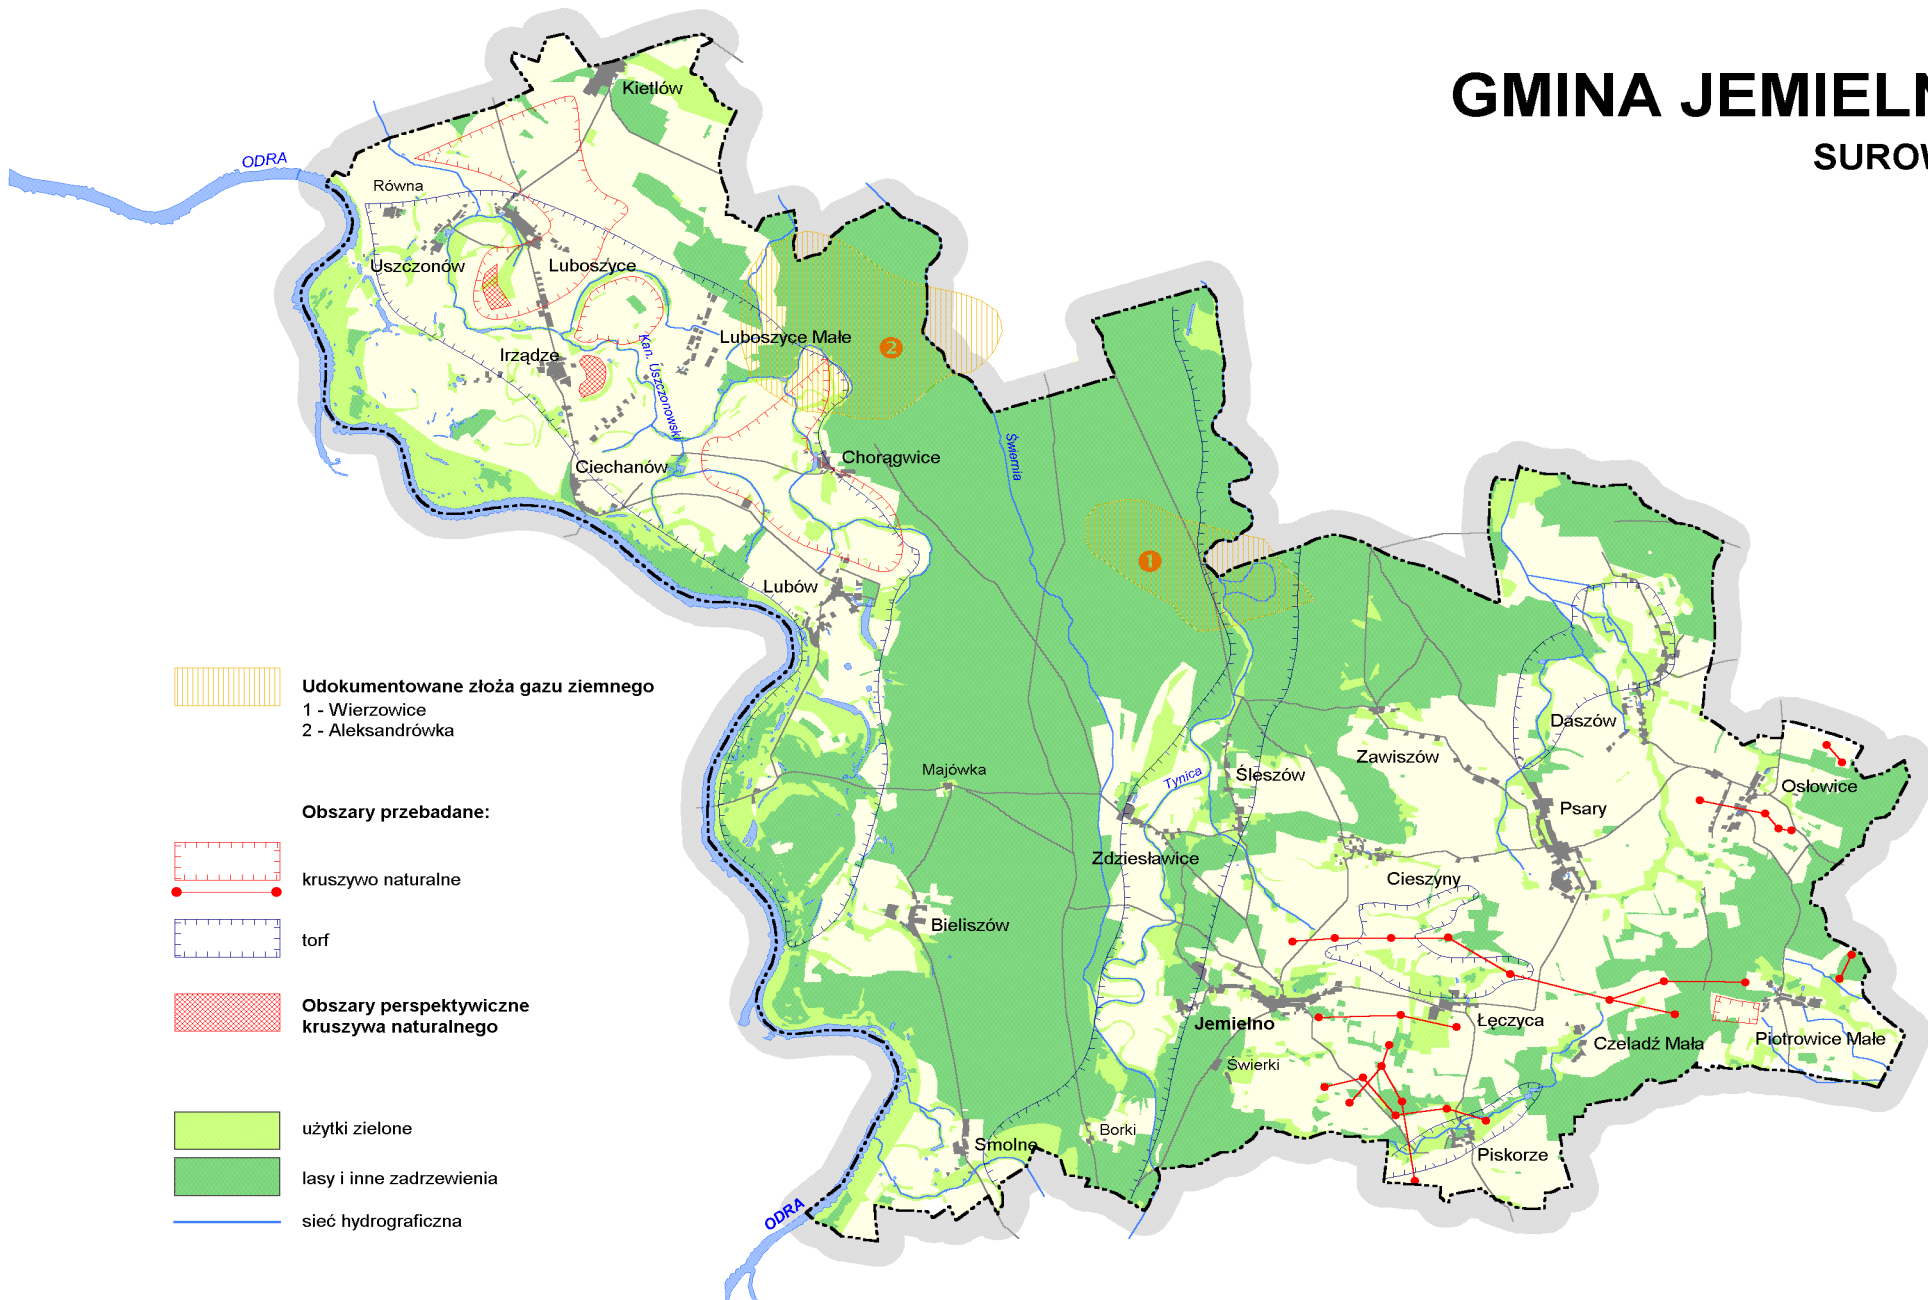 GMINA JEMIELN
SUROW
Kietlów
ODRA
Równa
Uszczonów
Luboszyce
Luboszyce Małe
2
Irządze
Kan. Uszczonowski
Świernia
Chorągwice
Ciechanów
1
Lubów
Udokumentowane złoża gazu ziemnego
1 - Wierzowice
2 - Aleksandrówka
Daszów
Zawiszów
Majówka
Tynica
Śleszów
Osłowice
Psary
Obszary przebadane:
Zdziesławice
Cieszyny
kruszywo naturalne
Bieliszów
torf
Obszary perspektywiczne
kruszywa naturalnego
Jemielno
Łęczyca
Czeladź Mała
Piotrowice Małe
Świerki
użytki zielone
Borki
Smolne
Piskorze
lasy i inne zadrzewienia
ODRA
sieć hydrograficzna